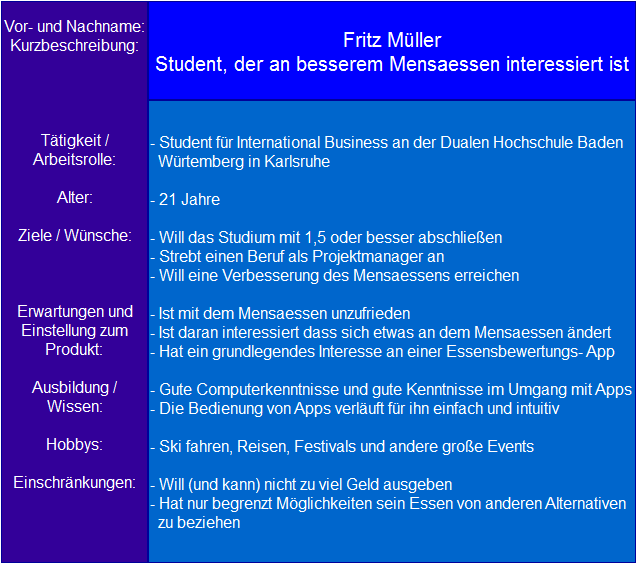 Vor- und Nachname:
Kurzbeschreibung:
Fritz Müller
Student, der an besserem Mensaessen interessiert ist
Tätigkeit /
Arbeitsrolle:
- Student für International Business an der Dualen Hochschule Baden
Würtemberg in Karlsruhe
Alter:
- 21 Jahre
Ziele / Wünsche:
- Will das Studium mit 1,5 oder besser abschließen
- Strebt einen Beruf als Projektmanager an
- Will eine Verbesserung des Mensaessens erreichen
Erwartungen und
Einstellung zum
Produkt:
- Ist mit dem Mensaessen unzufrieden
- Ist daran interessiert dass sich etwas an dem Mensaessen ändert
- Hat ein grundlegendes Interesse an einer Essensbewertungs- App
Ausbildung /
Wissen:
- Gute Computerkenntnisse und gute Kenntnisse im Umgang mit Apps
- Die Bedienung von Apps verläuft für ihn einfach und intuitiv
Hobbys:
- Ski fahren, Reisen, Festivals und andere große Events
Einschränkungen:
- Will (und kann) nicht zu viel Geld ausgeben
- Hat nur begrenzt Möglichkeiten sein Essen von anderen Alternativen
zu beziehen